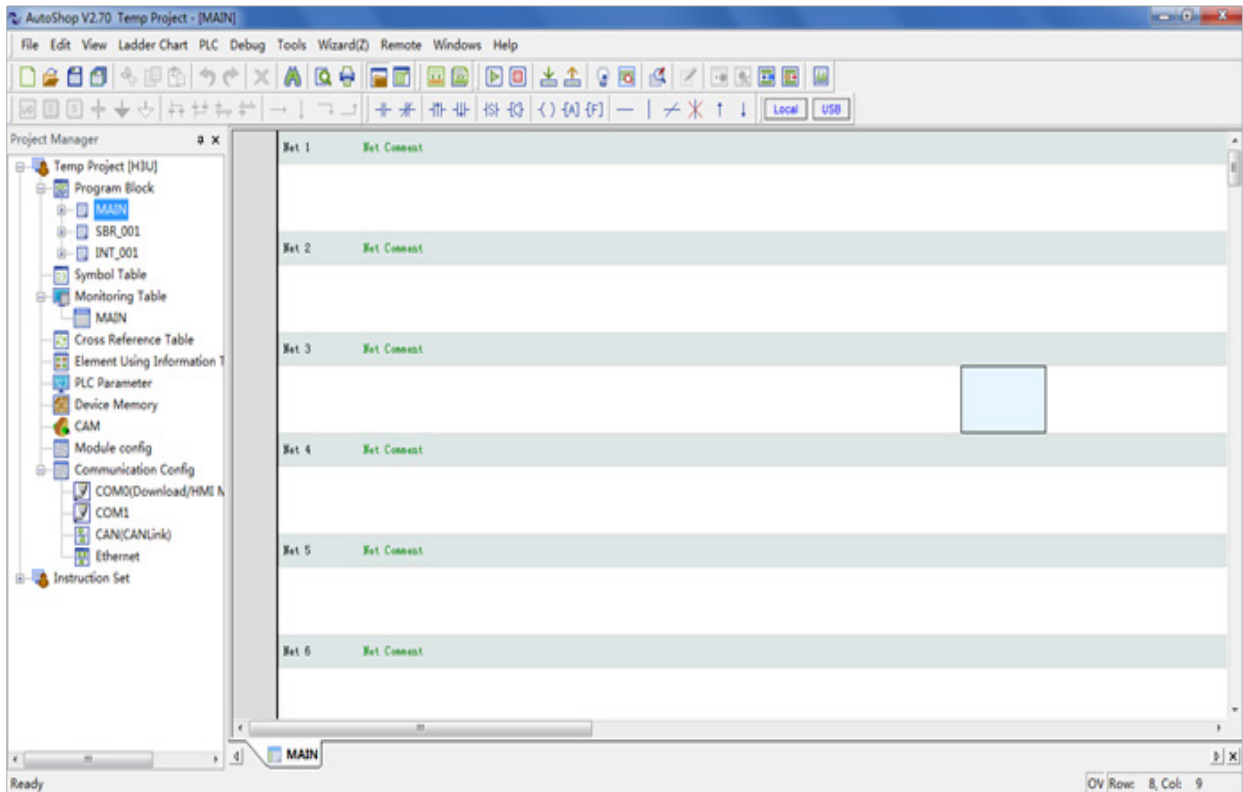 AutoShop V2.70 Temp Project - [MAIN]
File Edit View Ladder Chart PLC Debug Tools Wizard(Z) Remote Windows Help
Local USB
Project Manager
Temp Project [H3U]
Program Block
MAIN
SBR_001
INT_001
Symbol Table
Monitoring Table
MAIN
Cross Reference Table
Element Using Information T
PLC Parameter
Device Memory
CAM
Module config
Communication Config
COM0(Download/HMI M
COM1
CAN(CANLink)
Ethernet
Instruction Set
Net 1 Net Comment
Net 2 Net Comment
Net 3 Net Comment
Net 4 Net Comment
Net 5 Net Comment
Net 6 Net Comment
MAIN
Ready
OV Row: 8, Col: 9